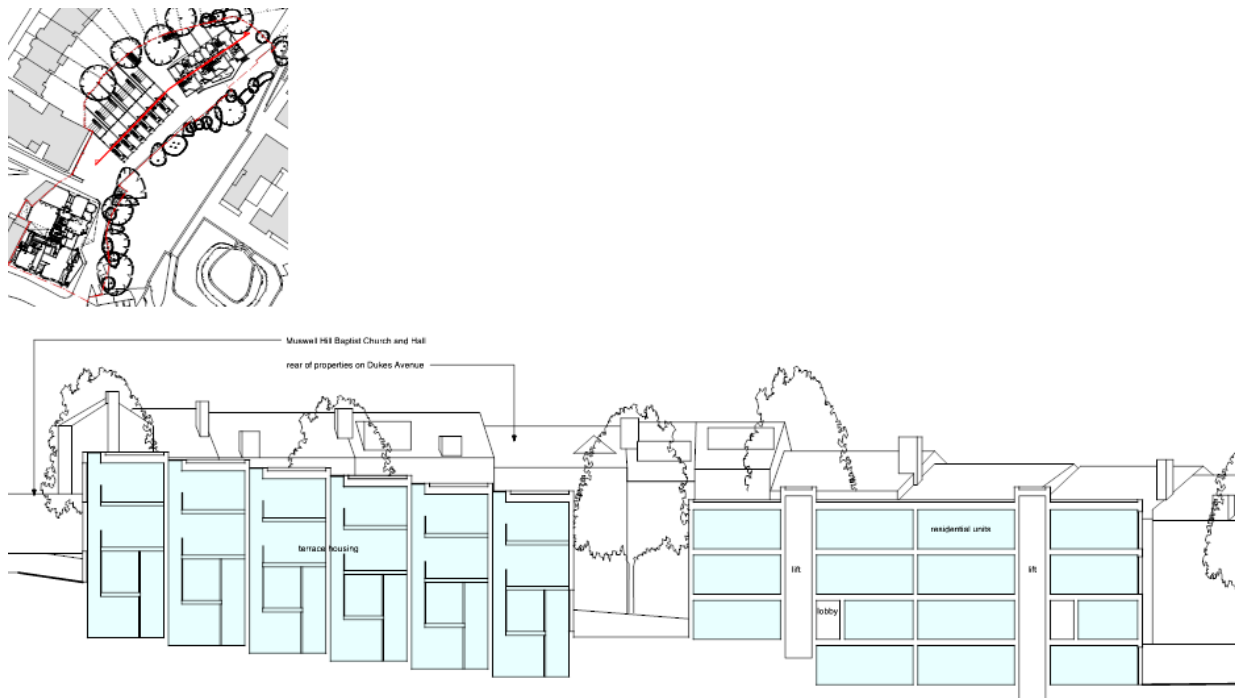 Muswell Hill Baptist Church and Hall
rear of properties on Dukes Avenue
residential units
terrace housing
lift
lift
lobby